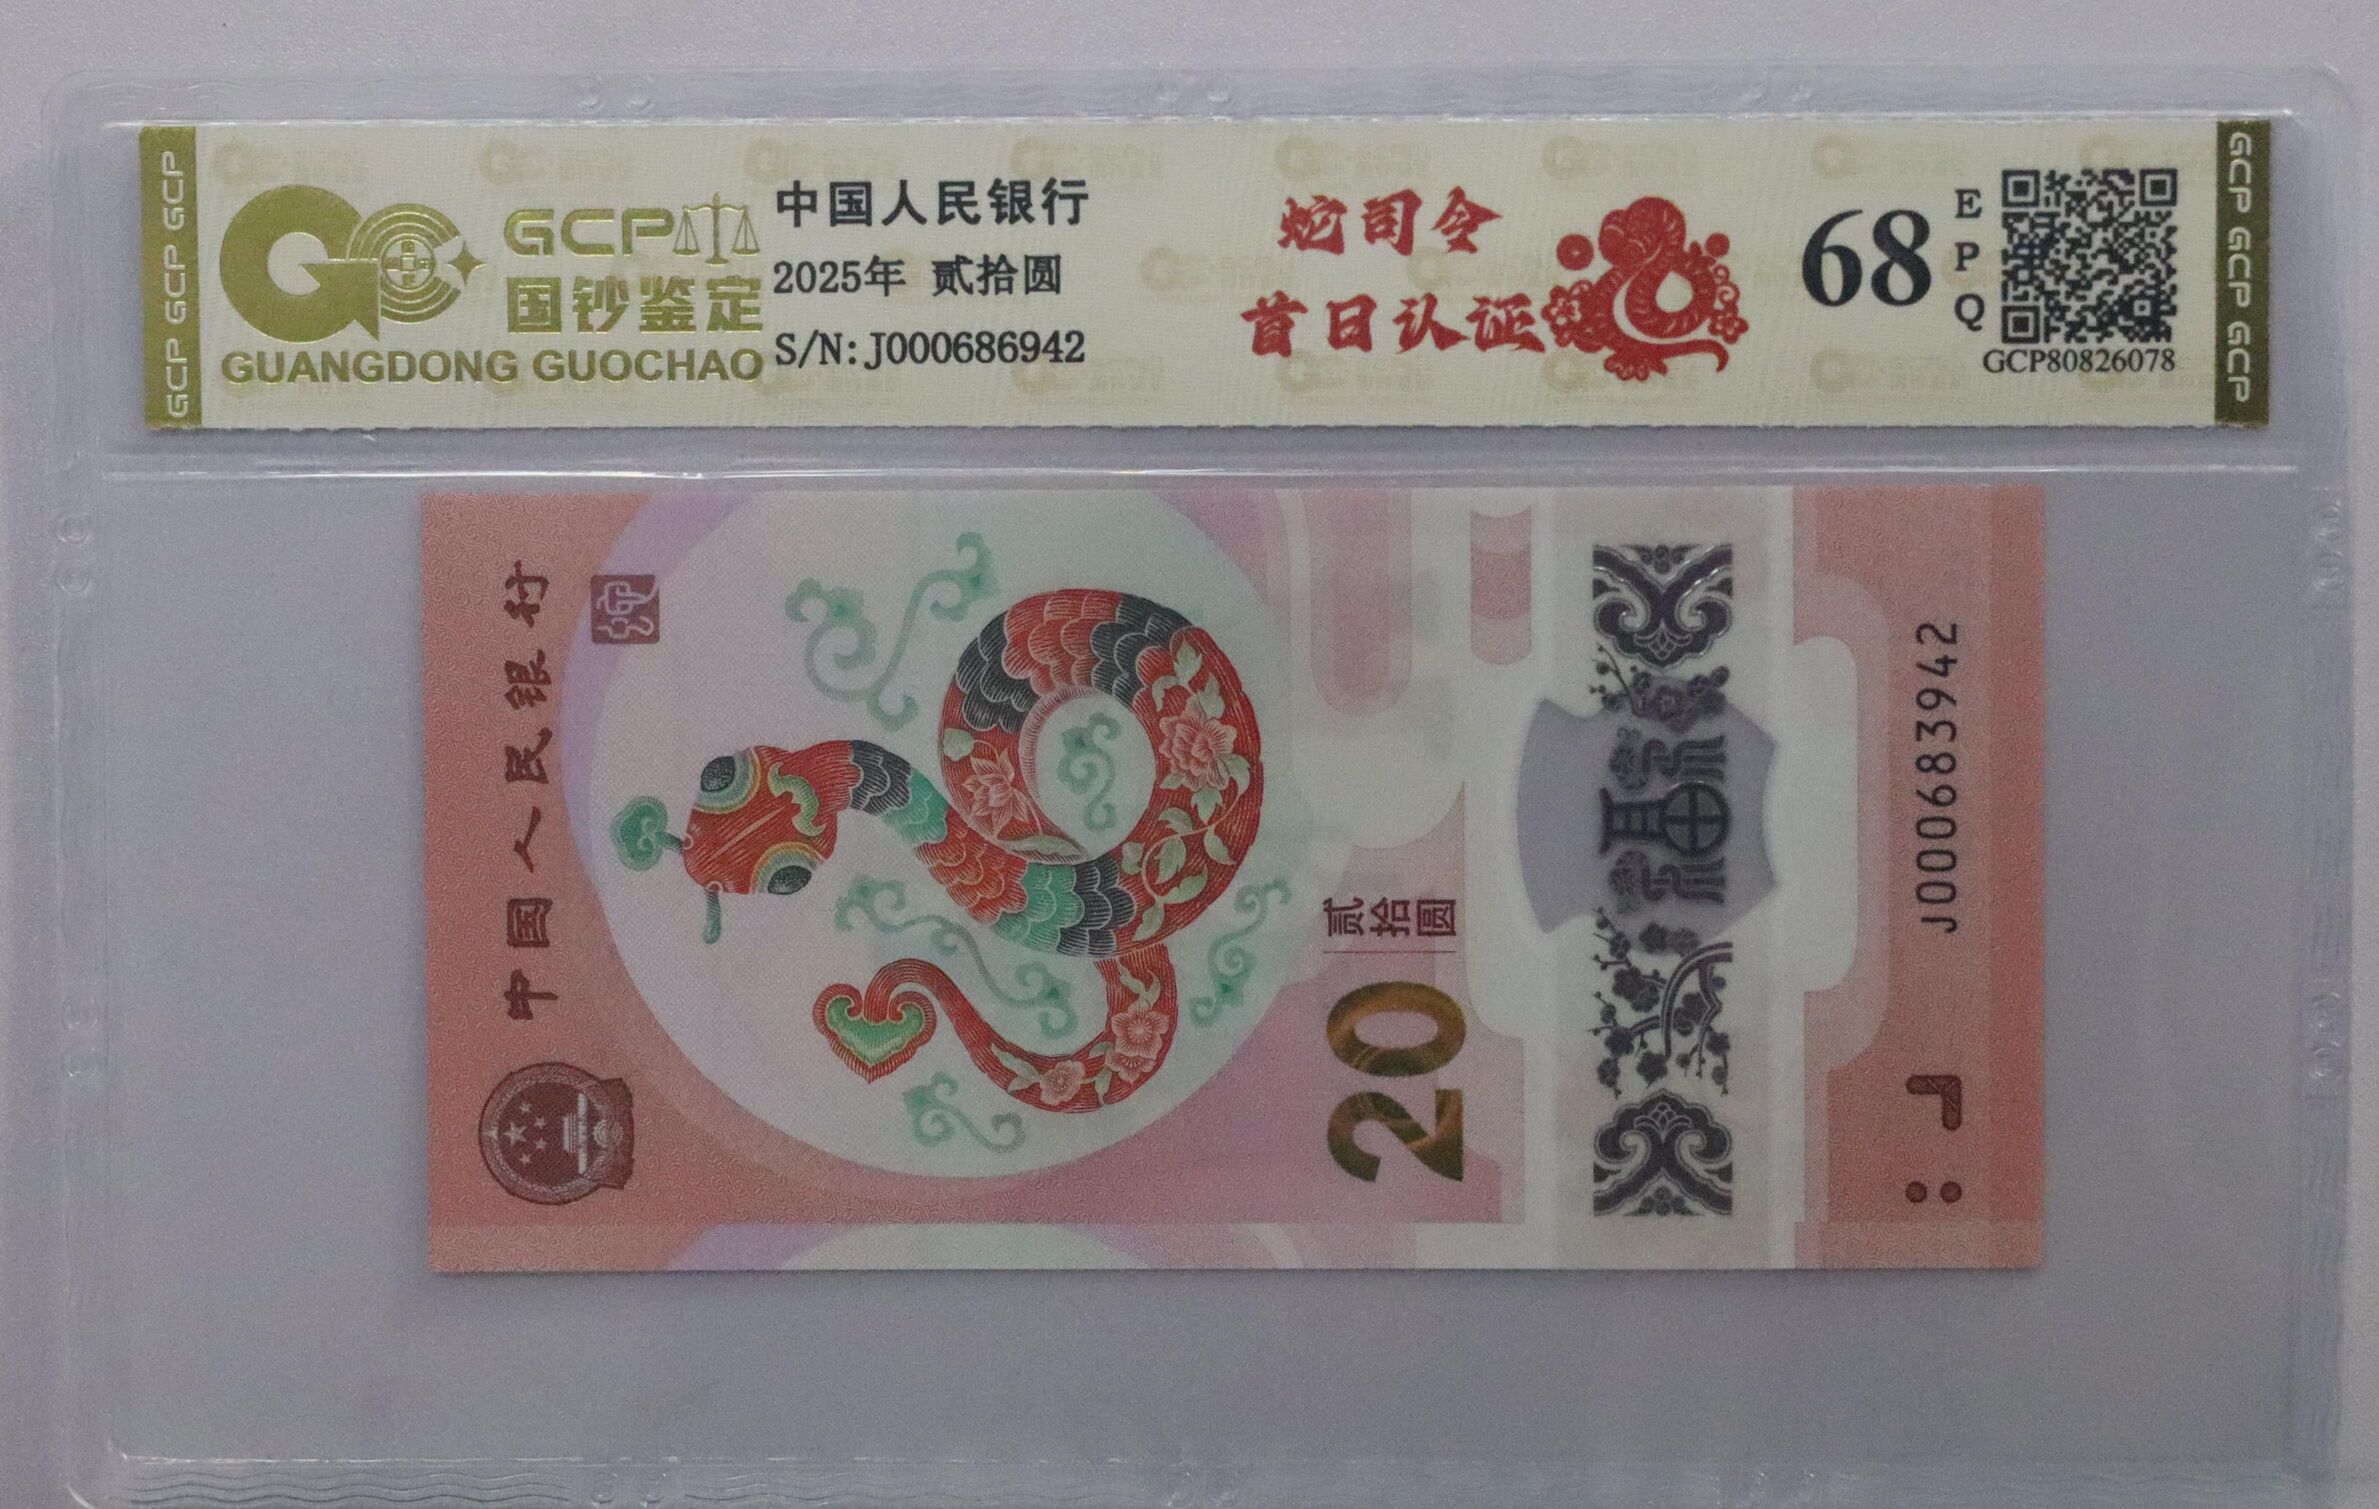 GCP GCP GCP
GCP
国钞鉴定
GUANGDONG GUOCHAO
中国人民银行
2025年 贰拾圆
S/N:J000686942
蛇司令
首日认证
68
EPQ
GCP80826078
GCP GCP GCP
中国人民银行
20
贰拾圆
J000683942